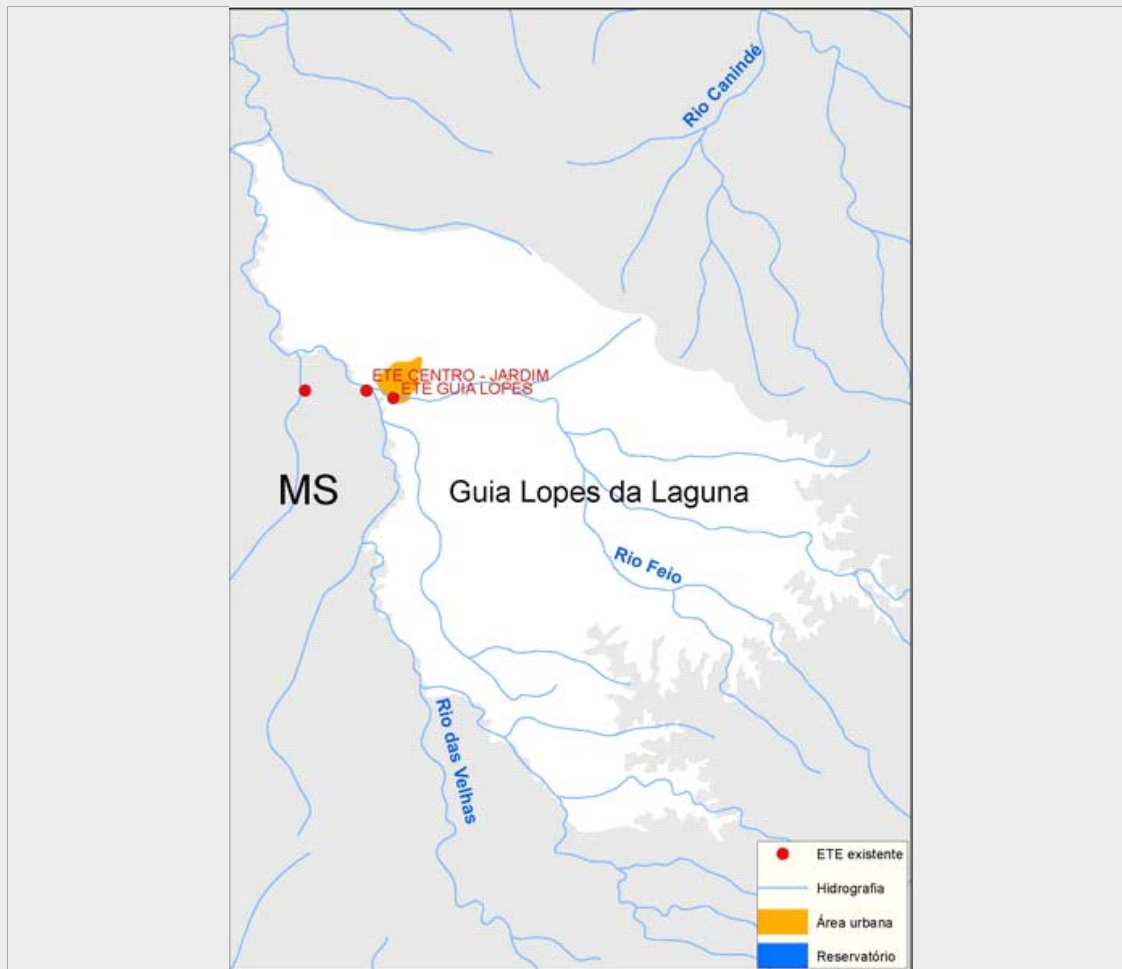 Rio Canindé
ETE CENTRO - JARDIM
ETE GUIA LOPES
MS
Guia Lopes da Laguna
Rio Feio
Rio das Velhas
ETE existente
Hidrografia
Área urbana
Reservatório